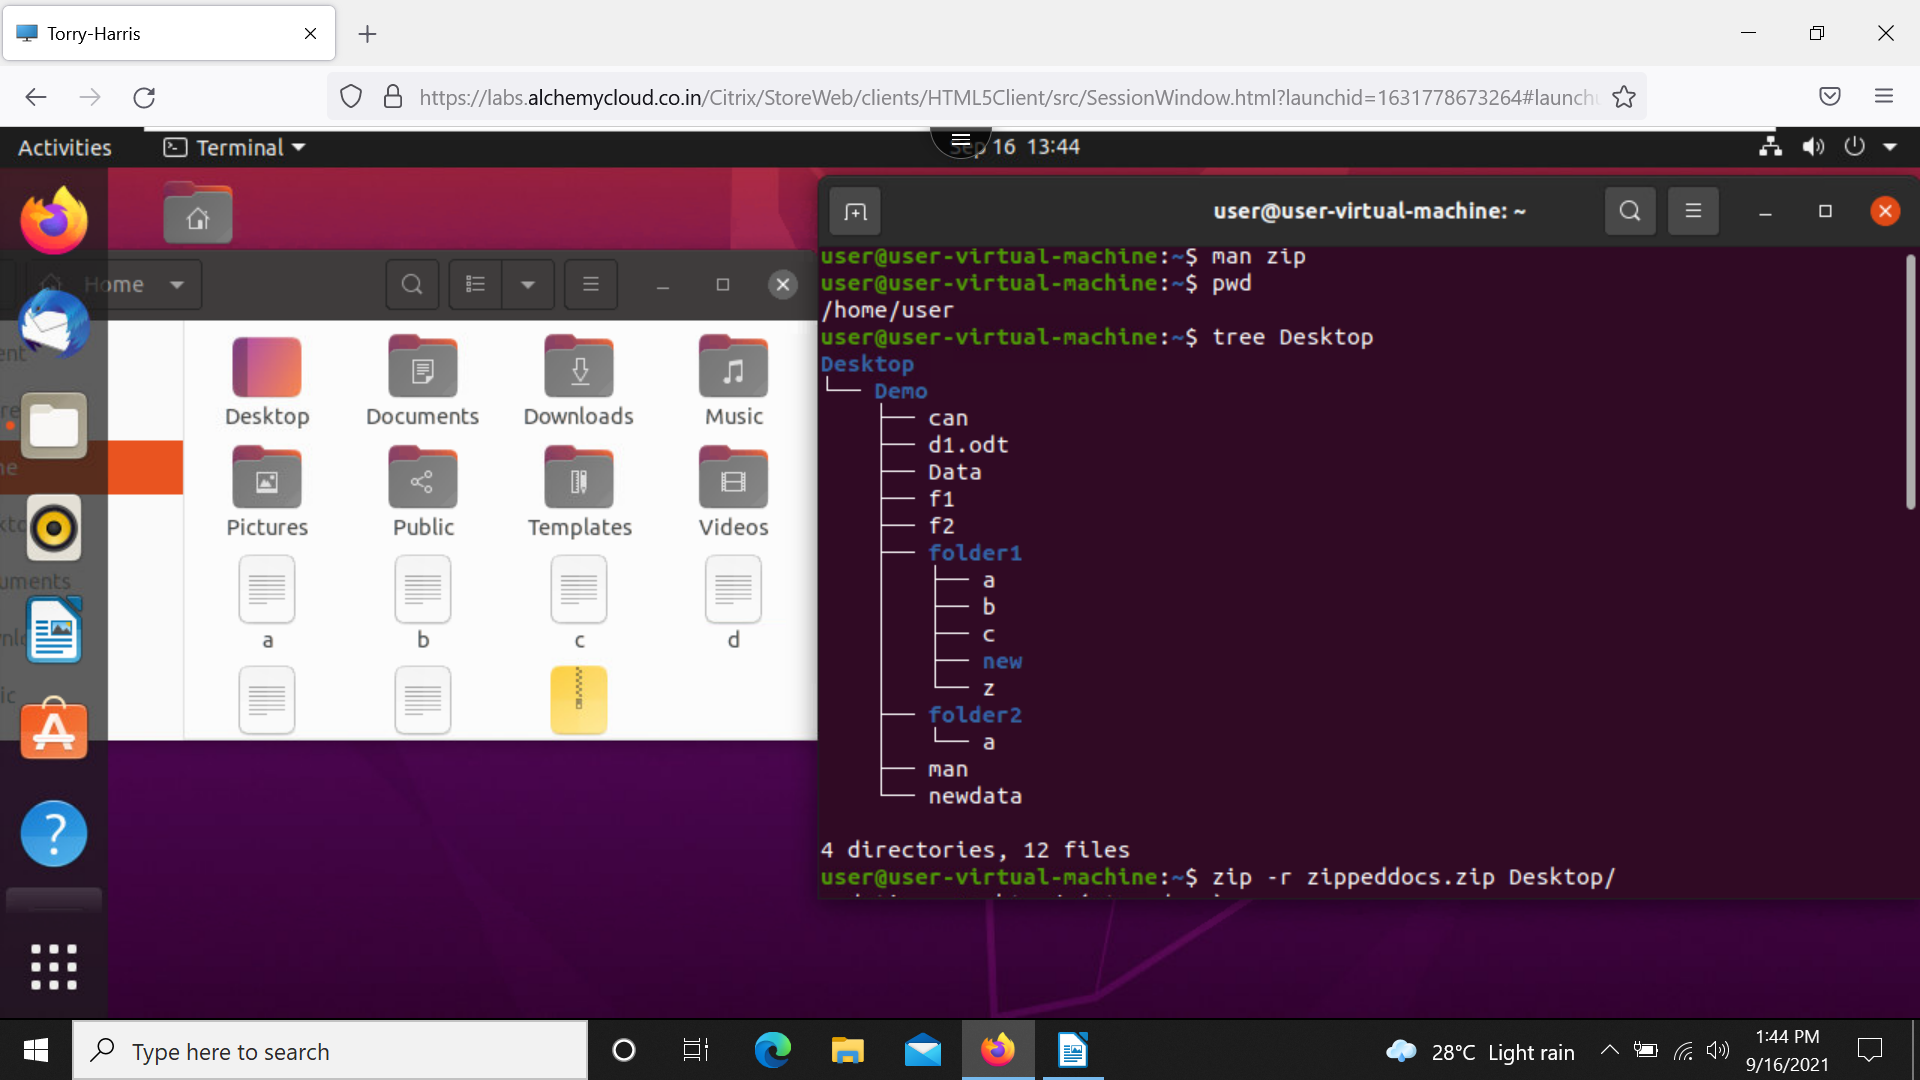 Torry-Harris
https://labs.alchemycloud.co.in/Citrix/StoreWeb/clients/HTML5Client/src/SessionWindow.html?launchid=1631778673264#launch
Activities
Terminal
Sep 16 13:44
Home
user@user-virtual-machine: ~
Desktop
Documents
Downloads
Music
Pictures
Public
Templates
Videos
a
b
c
d
user@user-virtual-machine:~$ man zip
user@user-virtual-machine:~$ pwd
/home/user
user@user-virtual-machine:~$ tree Desktop
Desktop
└── Demo
├── can
├── d1.odt
├── Data
├── f1
├── f2
├── folder1
│   ├── a
│   ├── b
│   ├── c
│   ├── new
│   └── z
├── folder2
│   └── a
├── man
└── newdata
4 directories, 12 files
user@user-virtual-machine:~$ zip -r zippeddocs.zip Desktop/
Type here to search
28°C Light rain
1:44 PM
9/16/2021